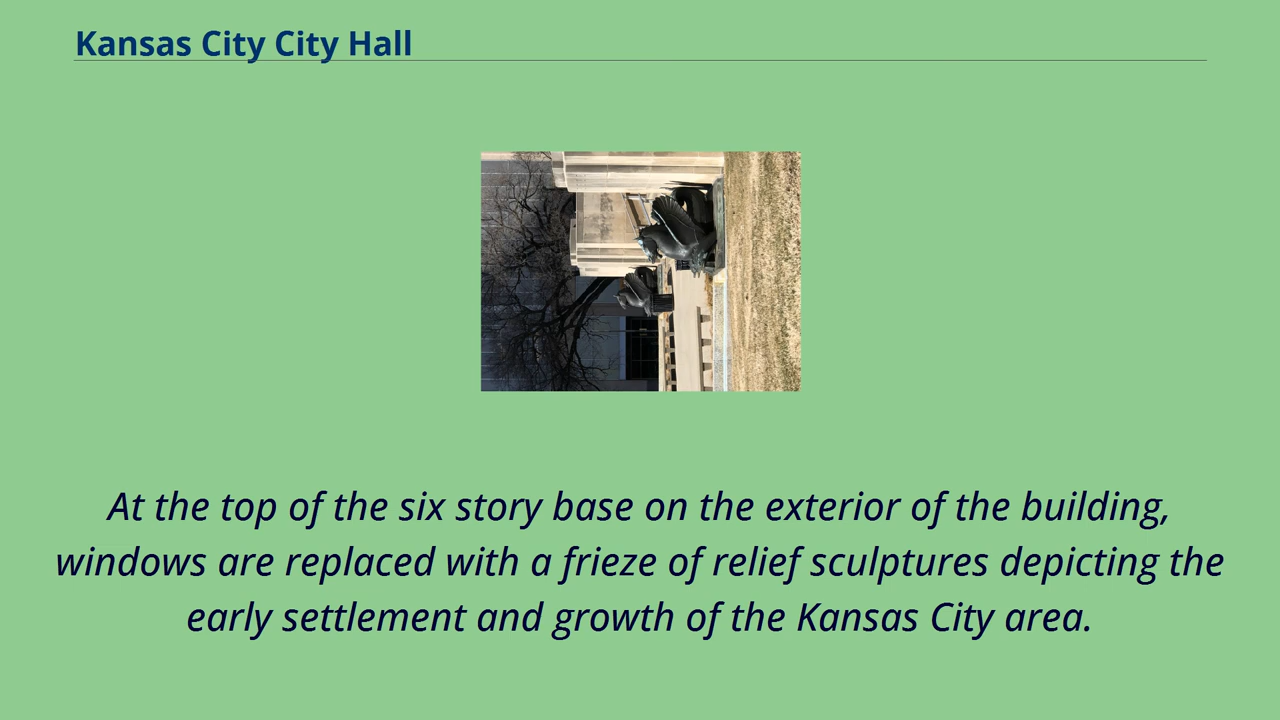 Kansas City City Hall
At the top of the six story base on the exterior of the building,
windows are replaced with a frieze of relief sculptures depicting the
early settlement and growth of the Kansas City area.